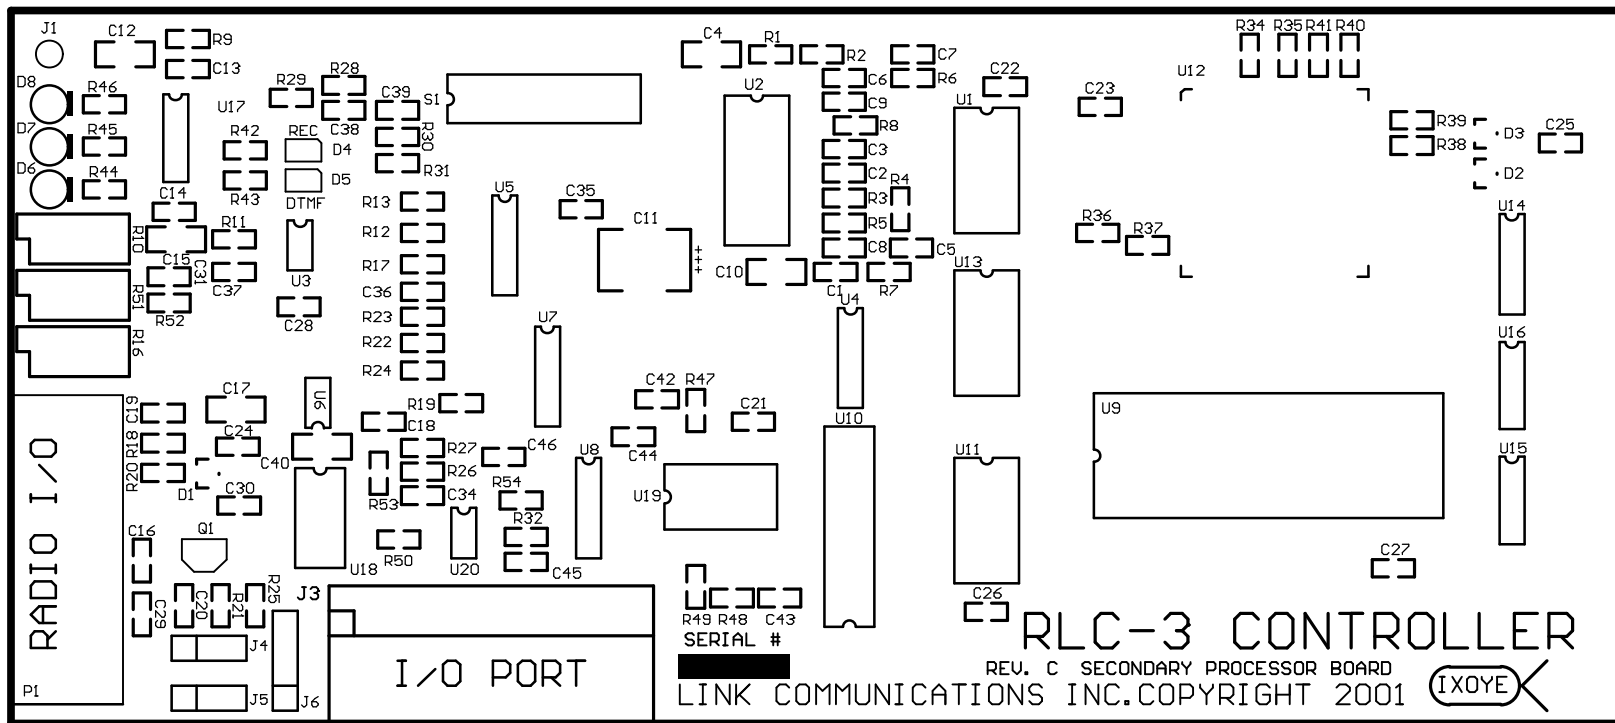 J1
C12
R9
C13
C4
R1
R2
C7
R6
C6
C9
R8
C3
C2
R3
R5
C8
R4
C5
C1
R7
C10
U2
U1
C22
C23
U12
R34
R35
R41
R40
R39
R38
D3
D2
C25
D8
R46
D7
R45
D6
R44
U17
R29
R28
C38
C39
R30
R31
S1
R42
REC
D4
R43
D5
DTMF
C14
R10
R11
C15
C31
C37
U3
R51
R52
C28
R16
R13
R12
R17
C36
R23
R22
R24
U5
C35
C11
+++
U7
U4
U13
R36
R37
U14
U16
U15
C19
C17
U6
R19
C18
R18
C24
C40
R20
D1
C30
R27
R26
C34
R53
C46
R54
R32
C45
U8
C42
R47
C44
C21
U10
U19
U11
U9
C16
Q1
U18
R50
U20
C29
C20
R21
R25
J3
J4
J5
J6
R49
R48
C43
C26
C27
RADIO I/O
P1
I/O PORT
SERIAL #
RLC-3 CONTROLLER
REV. C SECONDARY PROCESSOR BOARD
LINK COMMUNICATIONS INC. COPYRIGHT 2001
IXOYE